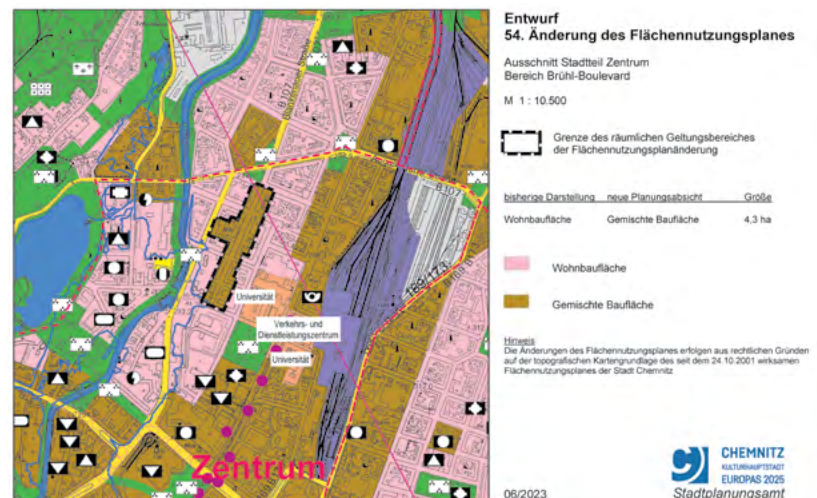 Entwurf
54. Änderung des Flächennutzungsplanes
Ausschnitt Stadtteil Zentrum
Bereich Brühl-Boulevard
M 1 : 10.500
Grenze des räumlichen Geltungsbereiches
der Flächennutzungsplanänderung
bisherige Darstellung neue Planungsabsicht Größe
Wohnbaufläche Gemischte Baufläche 4,3 ha
Wohnbaufläche
Gemischte Baufläche
Hinweis
Die Änderungen des Flächennutzungsplanes erfolgen aus rechtlichen Gründen
auf der topografischen Kartengrundlage des seit dem 24.10.2001 wirksamen
Flächennutzungsplanes der Stadt Chemnitz
CHEMNITZ
KULTURHAUPTSTADT
EUROPAS 2025
06/2023 Stadtplanungsamt
B107
B107
189/173
Universität
Verkehrs- und
Dienstleistungszentrum
Universität
Zentrum